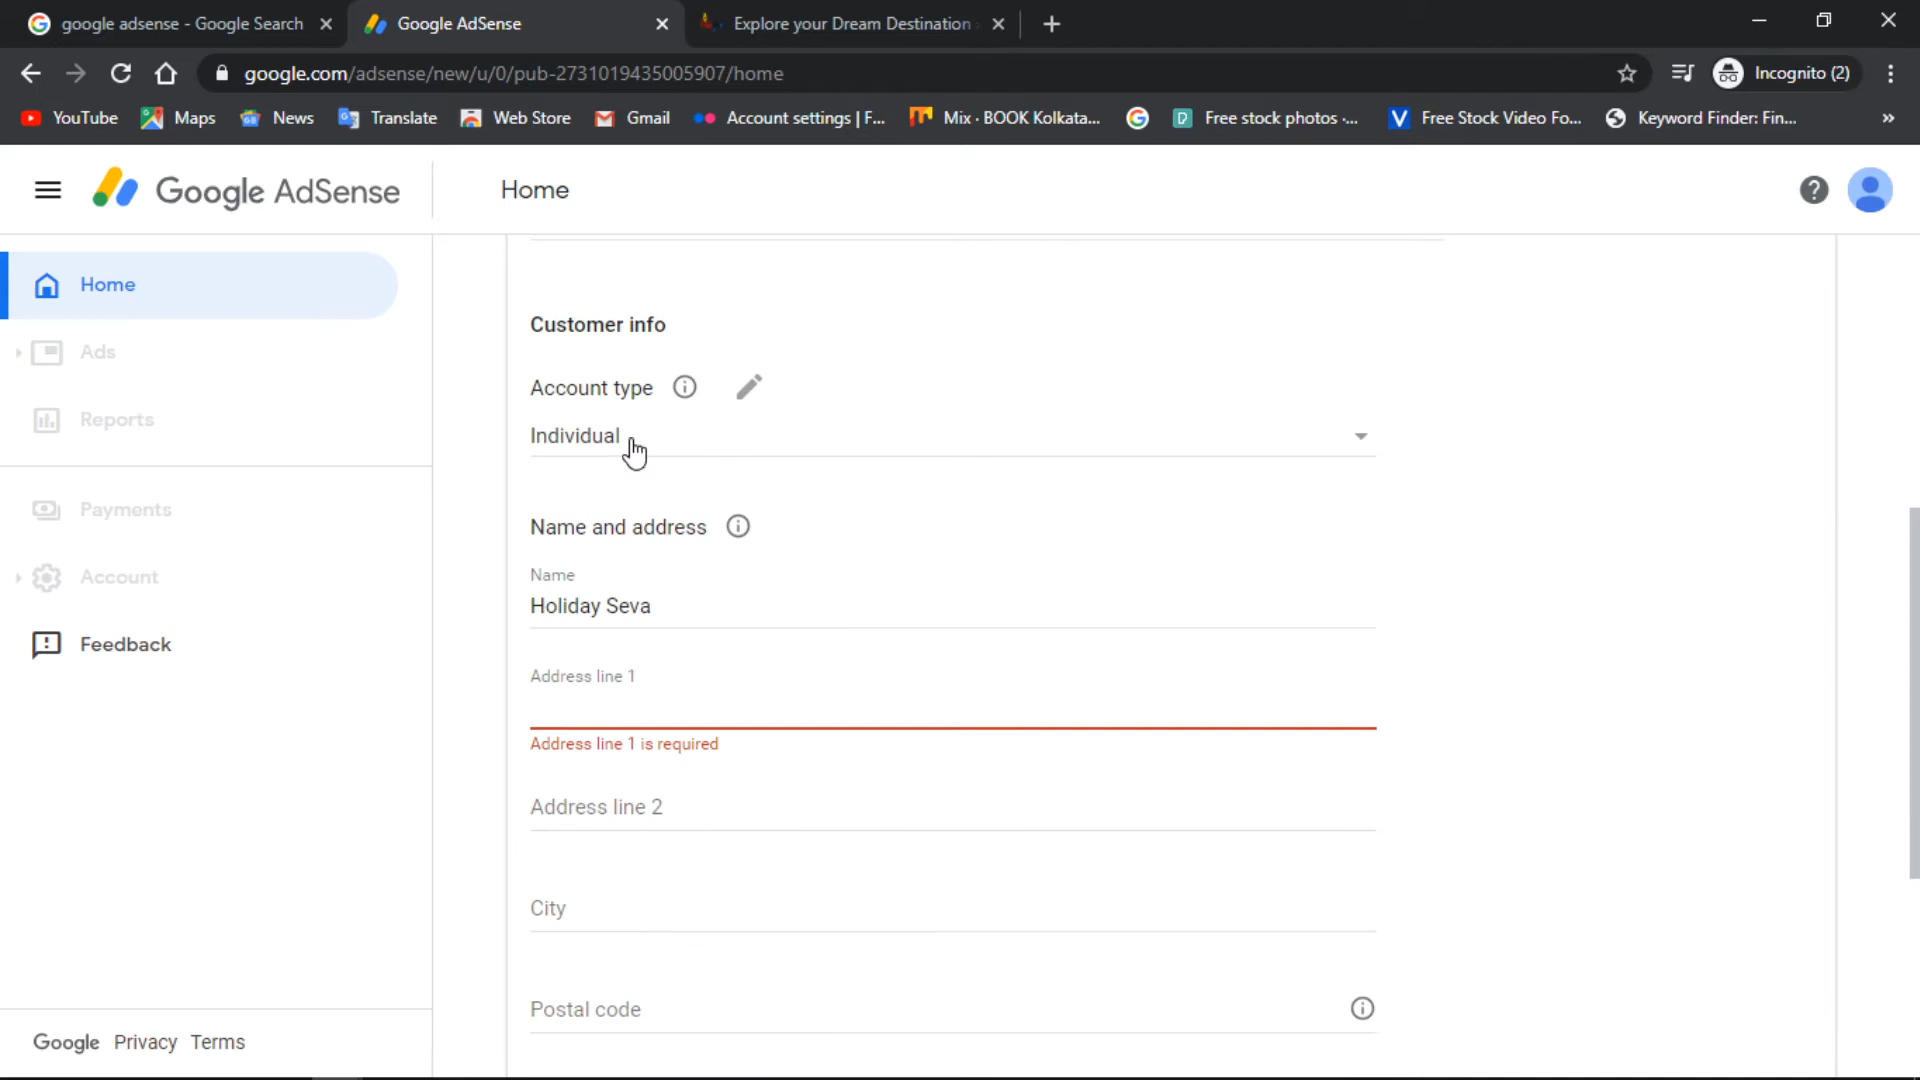 google adsense - Google Search
Google AdSense
Explore your Dream Destination
google.com/adsense/new/u/0/pub-2731019435005907/home
Incognito (2)
YouTube
Maps
News
Translate
Web Store
Gmail
Account settings | F...
Mix · BOOK Kolkata...
Free stock photos ·...
Free Stock Video Fo...
Keyword Finder: Fin...
»
Google AdSense
Home
Home
Ads
Reports
Payments
Account
Feedback
Google Privacy Terms
Customer info
Account type
Individual
Name and address
Name
Holiday Seva
Address line 1
Address line 1 is required
Address line 2
City
Postal code